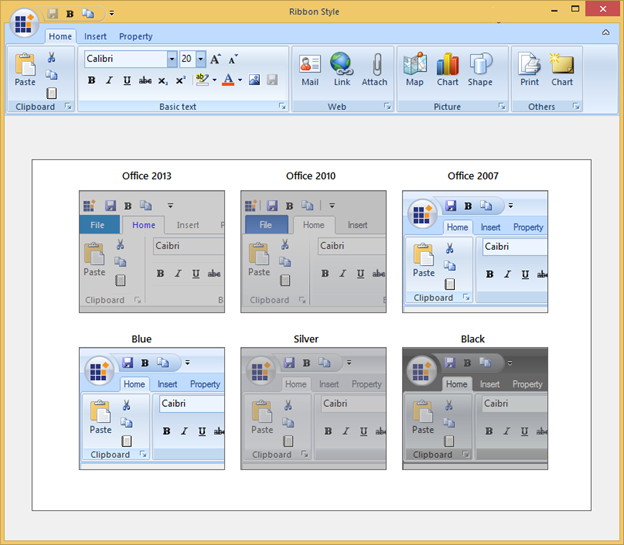 Ribbon Style
Home Insert Property
Calibri 20 A A
Paste
B I U abc X₂ X² ab A
Mail Link Attach
Map Chart Shape
Print Chart
Clipboard Basic text Web Picture Others
Office 2013 Office 2010 Office 2007
B
File Home Insert P
Caibri
Paste
B I U abc
Clipboard B
B
File Home Insert
Caibri
Paste
B I U abc
Clipboard
B
Home Insert Property
Caibri
Paste
B I U abc
Clipboard
Blue Silver Black
B
Home Insert Property
Caibri
Paste
B I U abc
Clipboard
B
Home Insert Property
Caibri
Paste
B I U abc
Clipboard
B
Home Insert Property
Caibri
Paste
B I U abc
Clipboard